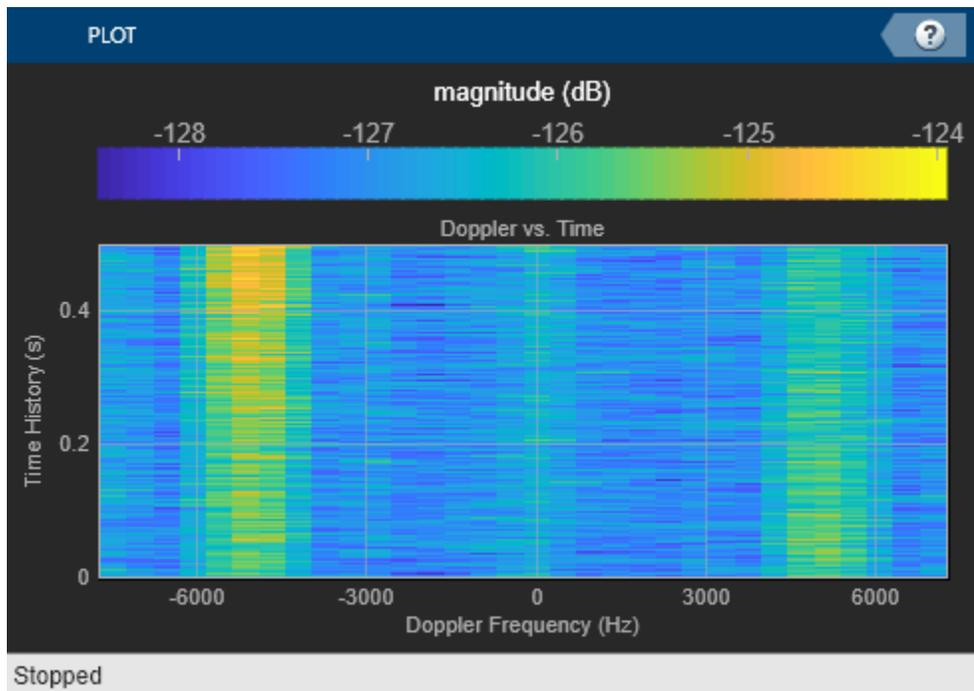 PLOT
?
magnitude (dB)
-128 -127 -126 -125 -124
Doppler vs. Time
Time History (s)
0.4
0.2
0
-6000 -3000 0 3000 6000
Doppler Frequency (Hz)
Stopped